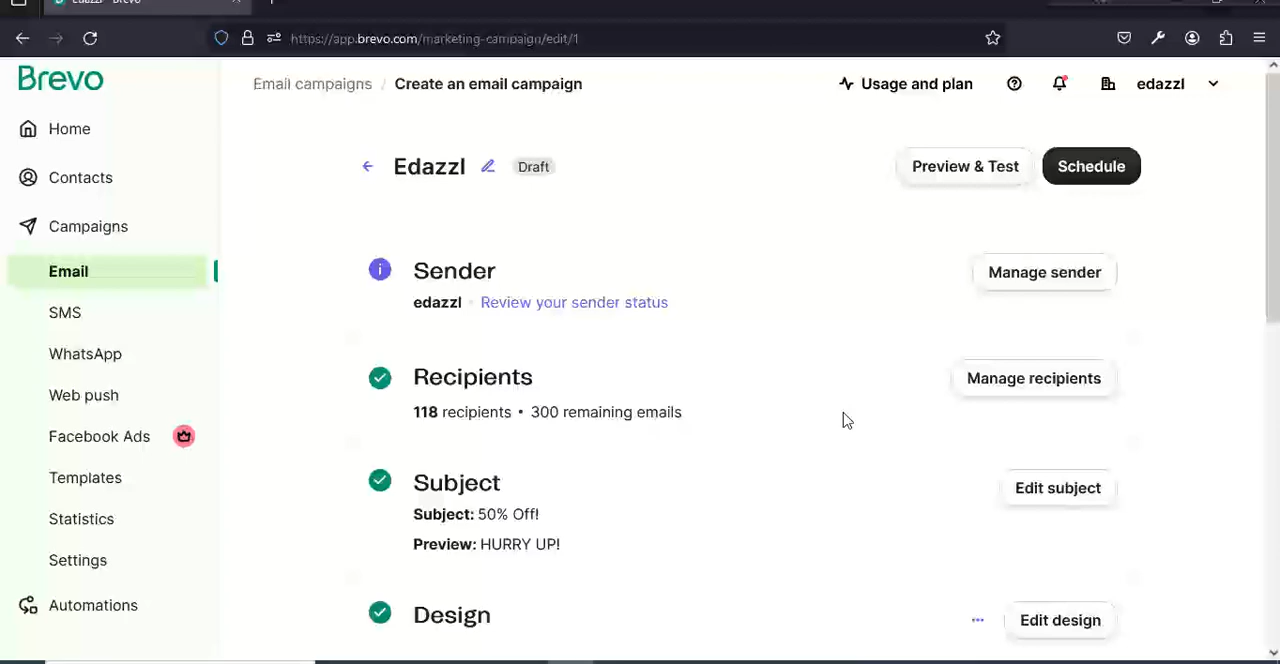 https://app.brevo.com/marketing-campaign/edit/1
Brevo
Email campaigns / Create an email campaign
Usage and plan
edazzl
Home
Contacts
Campaigns
Email
SMS
WhatsApp
Web push
Facebook Ads
Templates
Statistics
Settings
Automations
Edazzl
Draft
Preview & Test
Schedule
Sender
edazzl • Review your sender status
Manage sender
Recipients
118 recipients • 300 remaining emails
Manage recipients
Subject
Subject: 50% Off!
Preview: HURRY UP!
Edit subject
Design
Edit design